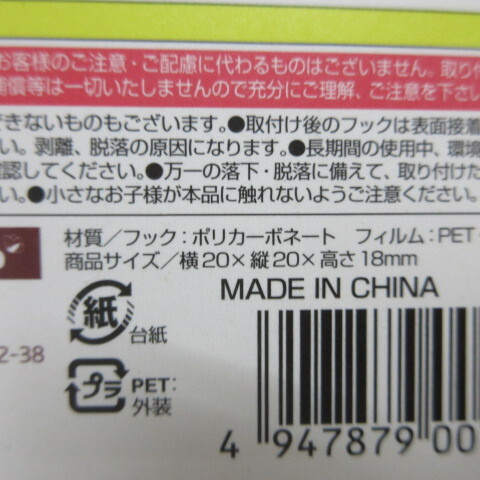 お客様のご注意・ご配慮に代わるものはございません。取り付
補償等は一切いたしませんので充分にご理解、ご注意を下さい
できないものもございます。●取付け後のフックは表面接着
い。剥離、脱落の原因になります。●長期間の使用中、環境
確認してください。●万一の落下・脱落に備えて、取り付けた
い。●小さなお子様が本品に触れないようご注意ください。
材質／フック：ポリカーボネート　フィルム：PET・
商品サイズ／横20×縦20×高さ18mm
MADE IN CHINA
紙 台紙
2-38
プラ PET：
外装
4 947879 00